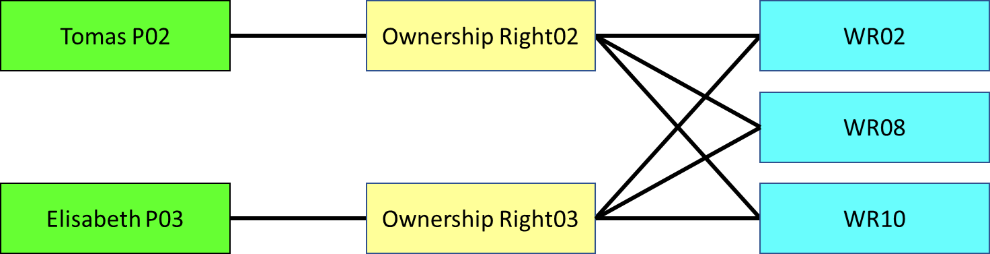 Tomas P02
Ownership Right02
WR02
WR08
Elisabeth P03
Ownership Right03
WR10